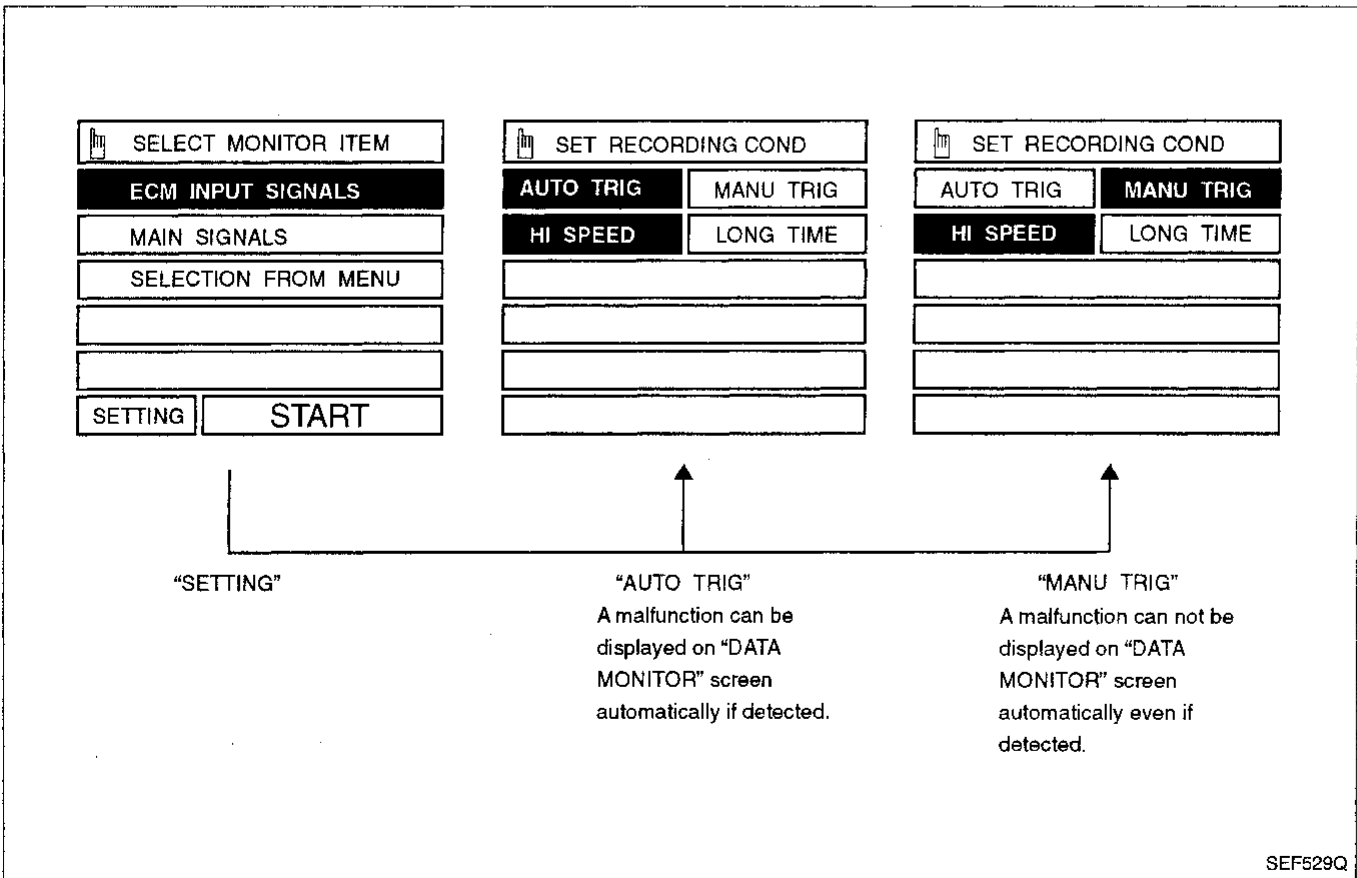 SELECT MONITOR ITEM
ECM INPUT SIGNALS
MAIN SIGNALS
SELECTION FROM MENU
SETTING
START
SET RECORDING COND
AUTO TRIG
MANU TRIG
HI SPEED
LONG TIME
SET RECORDING COND
AUTO TRIG
MANU TRIG
HI SPEED
LONG TIME
“SETTING”
“AUTO TRIG”
A malfunction can be
displayed on “DATA
MONITOR” screen
automatically if detected.
“MANU TRIG”
A malfunction can not be
displayed on “DATA
MONITOR” screen
automatically even if
detected.
SEF529Q